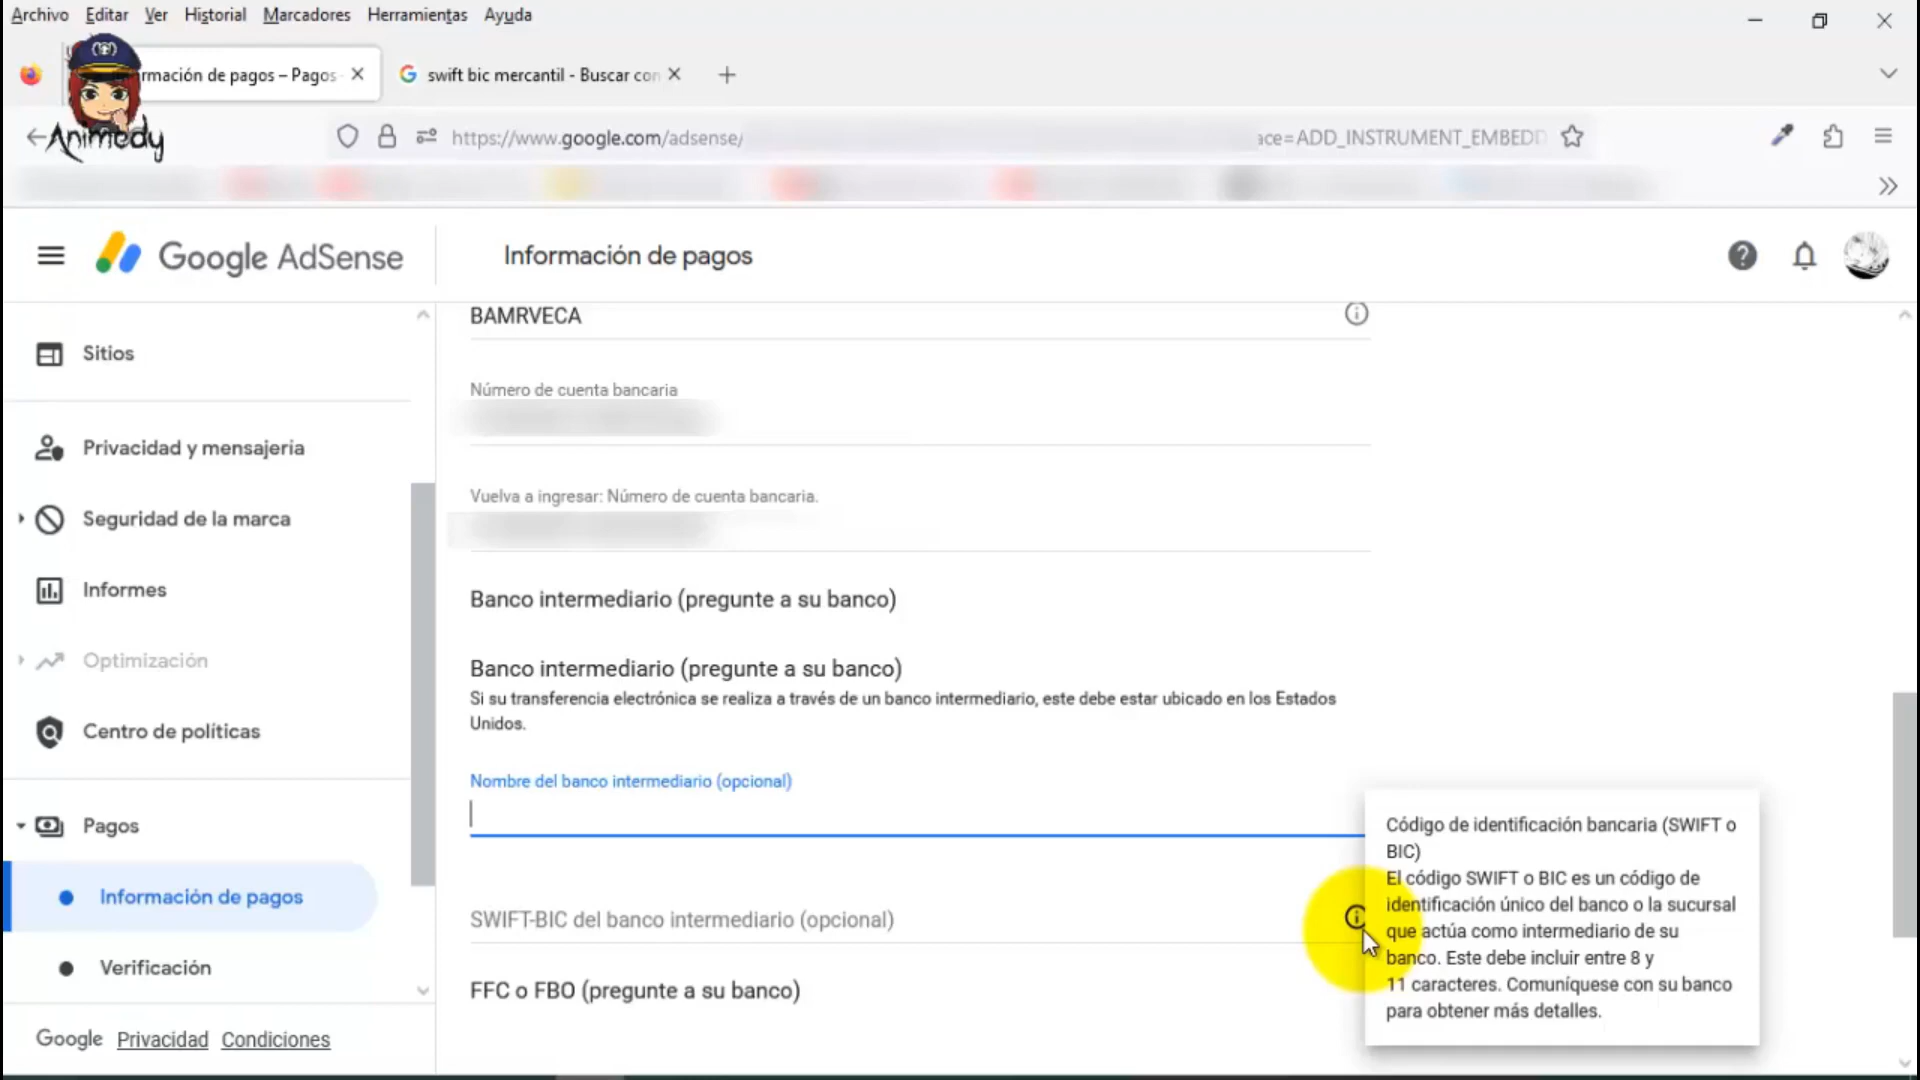 Archivo Editar Ver Historial Marcadores Herramientas Ayuda
rmación de pagos – Pagos
swift bic mercantil - Buscar con
Animedy
https://www.google.com/adsense/
ace=ADD_INSTRUMENT_EMBEDD
Google AdSense
Información de pagos
Sitios
Privacidad y mensajeria
Seguridad de la marca
Informes
Optimización
Centro de políticas
Pagos
Información de pagos
Verificación
Google Privacidad Condiciones
BAMRVECA
Número de cuenta bancaria
Vuelva a ingresar: Número de cuenta bancaria.
Banco intermediario (pregunte a su banco)
Banco intermediario (pregunte a su banco)
Si su transferencia electrónica se realiza a través de un banco intermediario, este debe estar ubicado en los Estados
Unidos.
Nombre del banco intermediario (opcional)
SWIFT-BIC del banco intermediario (opcional)
FFC o FBO (pregunte a su banco)
Código de identificación bancaria (SWIFT o
BIC)
El código SWIFT o BIC es un código de
identificación único del banco o la sucursal
que actúa como intermediario de su
banco. Este debe incluir entre 8 y
11 caracteres. Comuníquese con su banco
para obtener más detalles.